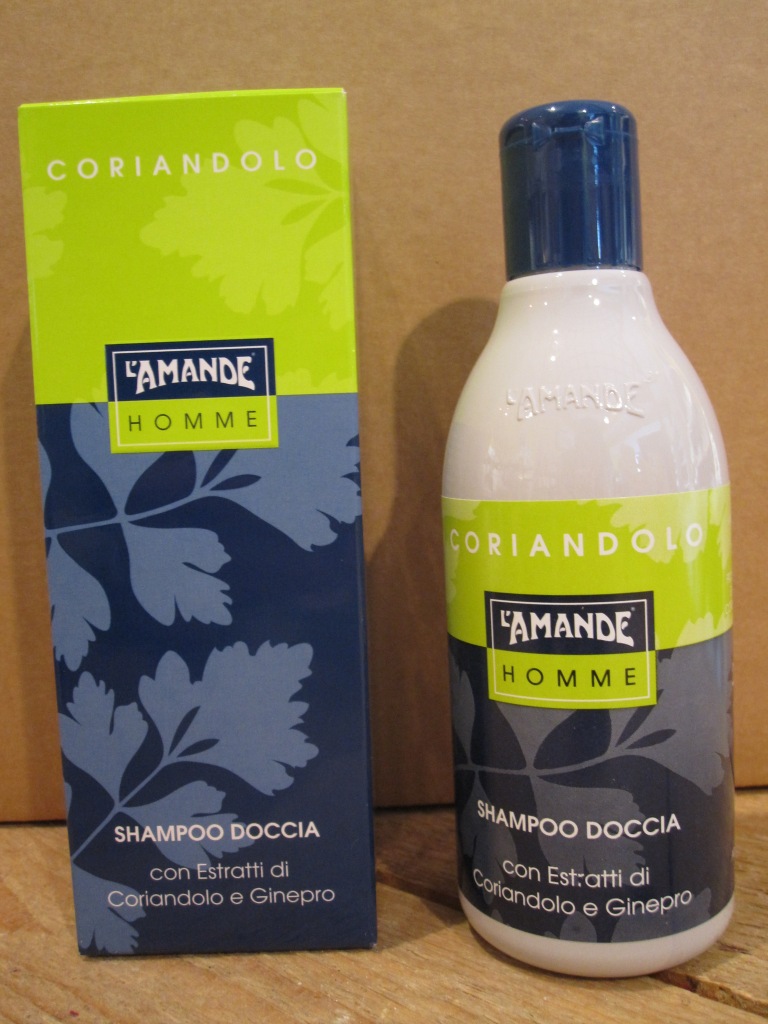 CORIANDOLO
L'AMANDE®
HOMME
SHAMPOO DOCCIA
con Estratti di
Coriandolo e Ginepro
L'AMANDE
CORIANDOLO
L'AMANDE®
HOMME
SHAMPOO DOCCIA
con Estratti di
Coriandolo e Ginepro